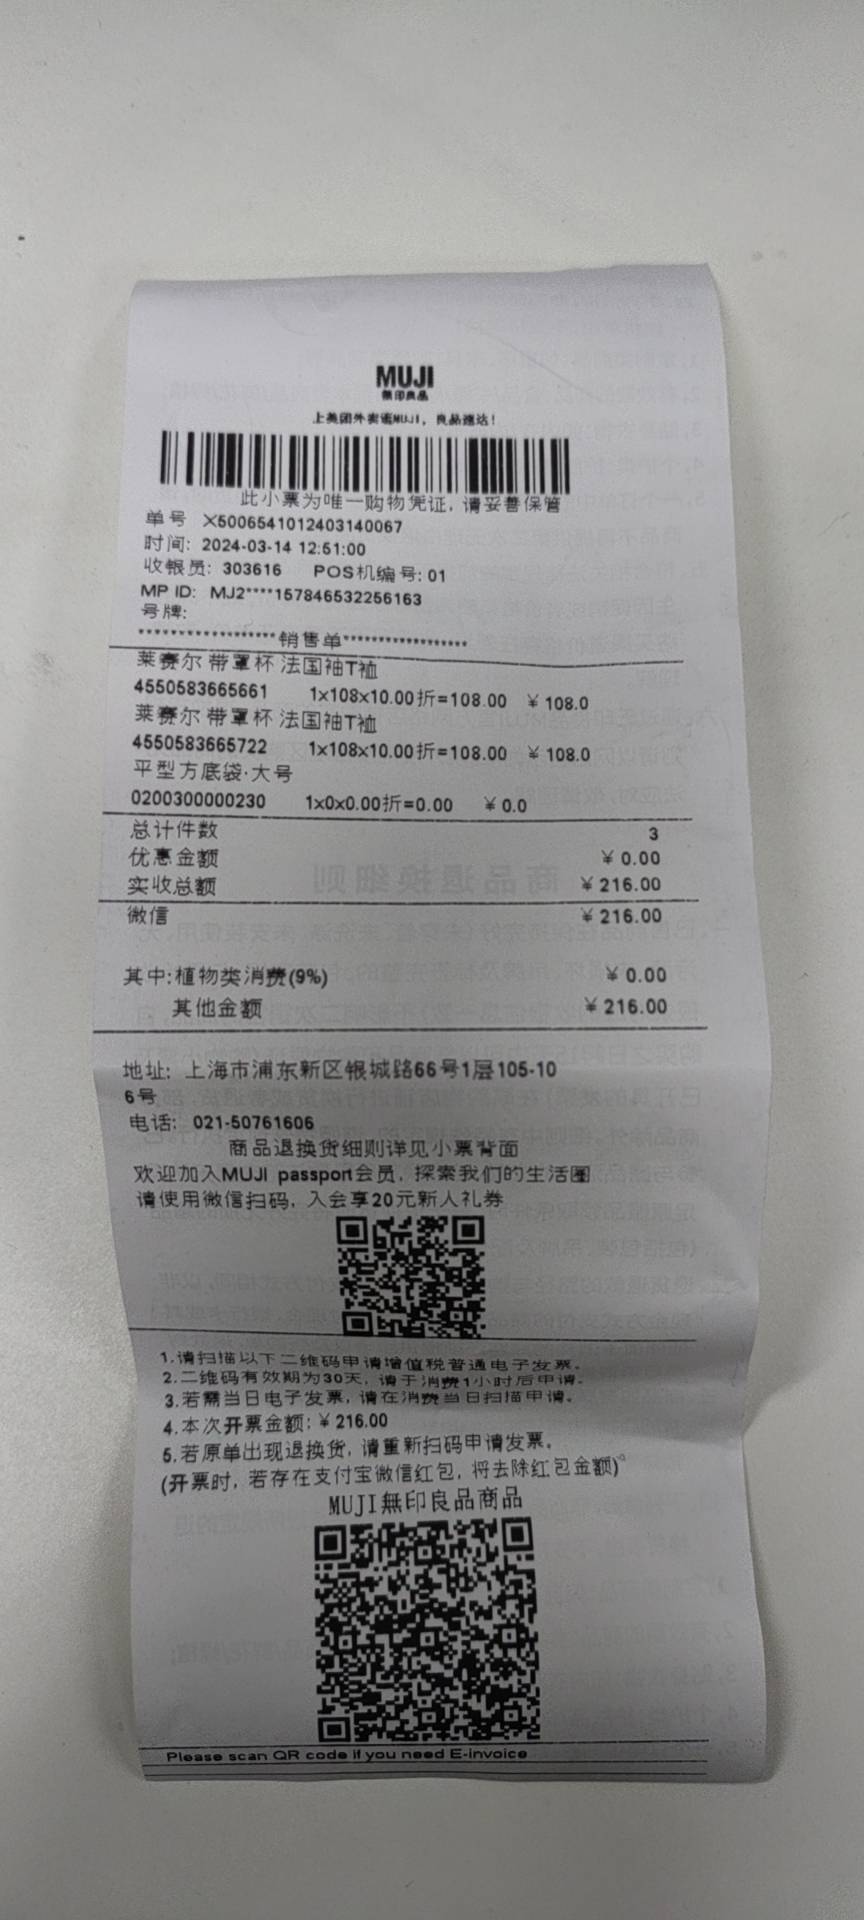 MUJI
無印良品
上美团外卖逛MUJI，良品速达！
此小票为唯一购物凭证，请妥善保管
单号 X5006541012403140067
时间: 2024-03-14 12:51:00
收银员: 303616 POS机编号: 01
MP ID: MJ2****157846532256163
号牌:
******************销售单******************
莱赛尔 带罩杯 法国袖T恤
4550583665661 1x108x10.00折=108.00 ¥ 108.0
莱赛尔 带罩杯 法国袖T恤
4550583665722 1x108x10.00折=108.00 ¥ 108.0
平型方底袋·大号
0200300000230 1x0x0.00折=0.00 ¥ 0.0
总计件数 3
优惠金额 ¥ 0.00
实收总额 ¥ 216.00
微信 ¥ 216.00
其中:植物类消费(9%) ¥ 0.00
其他金额 ¥ 216.00
地址: 上海市浦东新区银城路66号1层105-10
6号
电话: 021-50761606
商品退换货细则详见小票背面
欢迎加入MUJI passport会员, 探索我们的生活圈
请使用微信扫码, 入会享20元新人礼券
1.请扫描以下二维码申请增值税普通电子发票。
2.二维码有效期为30天, 请于消费1小时后申请.
3.若需当日电子发票, 请在消费当日扫描申请。
4.本次开票金额: ¥ 216.00
5.若原单出现退换货, 请重新扫码申请发票。
(开票时, 若存在支付宝微信红包, 将去除红包金额)。
MUJI無印良品商品
Please scan QR code if you need E-invoice
商品退换细则